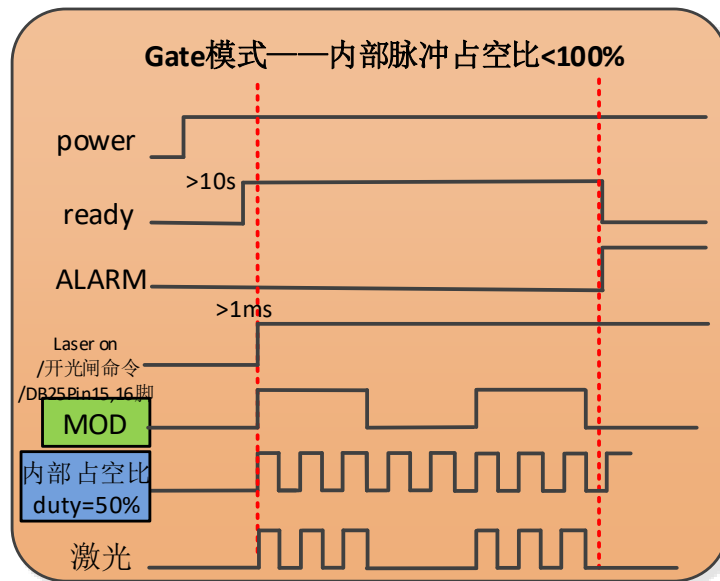 Gate模式——内部脉冲占空比<100%
power
>10s
ready
ALARM
>1ms
Laser on
/开光闸命令
/DB25Pin15,16脚
MOD
内部占空比
duty=50%
激光